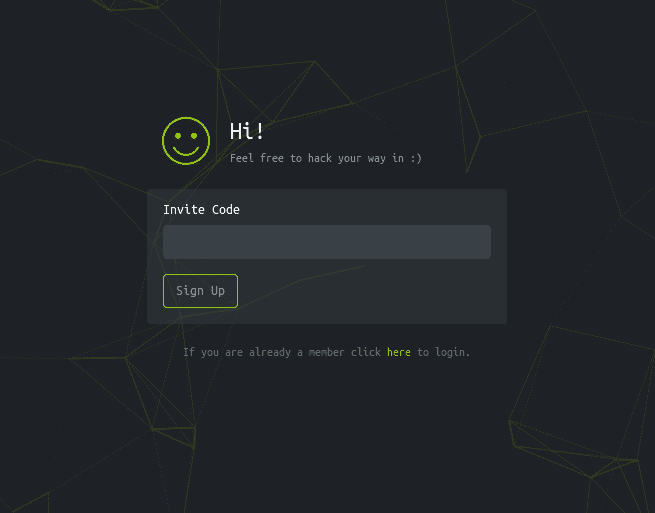 Hi!
Feel free to hack your way in :)
Invite Code
Sign Up
If you are already a member click here to login.